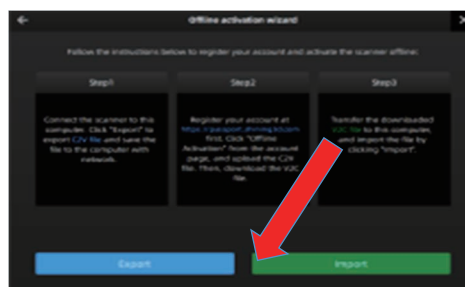 Offline activation wizard
Follow the instructions below to register your account and activate the scanner offline:
Step1
Step2
Step3
Connect the scanner to this
computer. Click "Export" to
export C2V file and save the
file to the computer with
network.
Register your account at
first. Click "Offline
Activation" from the account
page, and upload the C2V
file. Then, download the V2C
file.
Transfer the downloaded
V2C file to this computer,
and import the file by
clicking "Import".
Export
Import